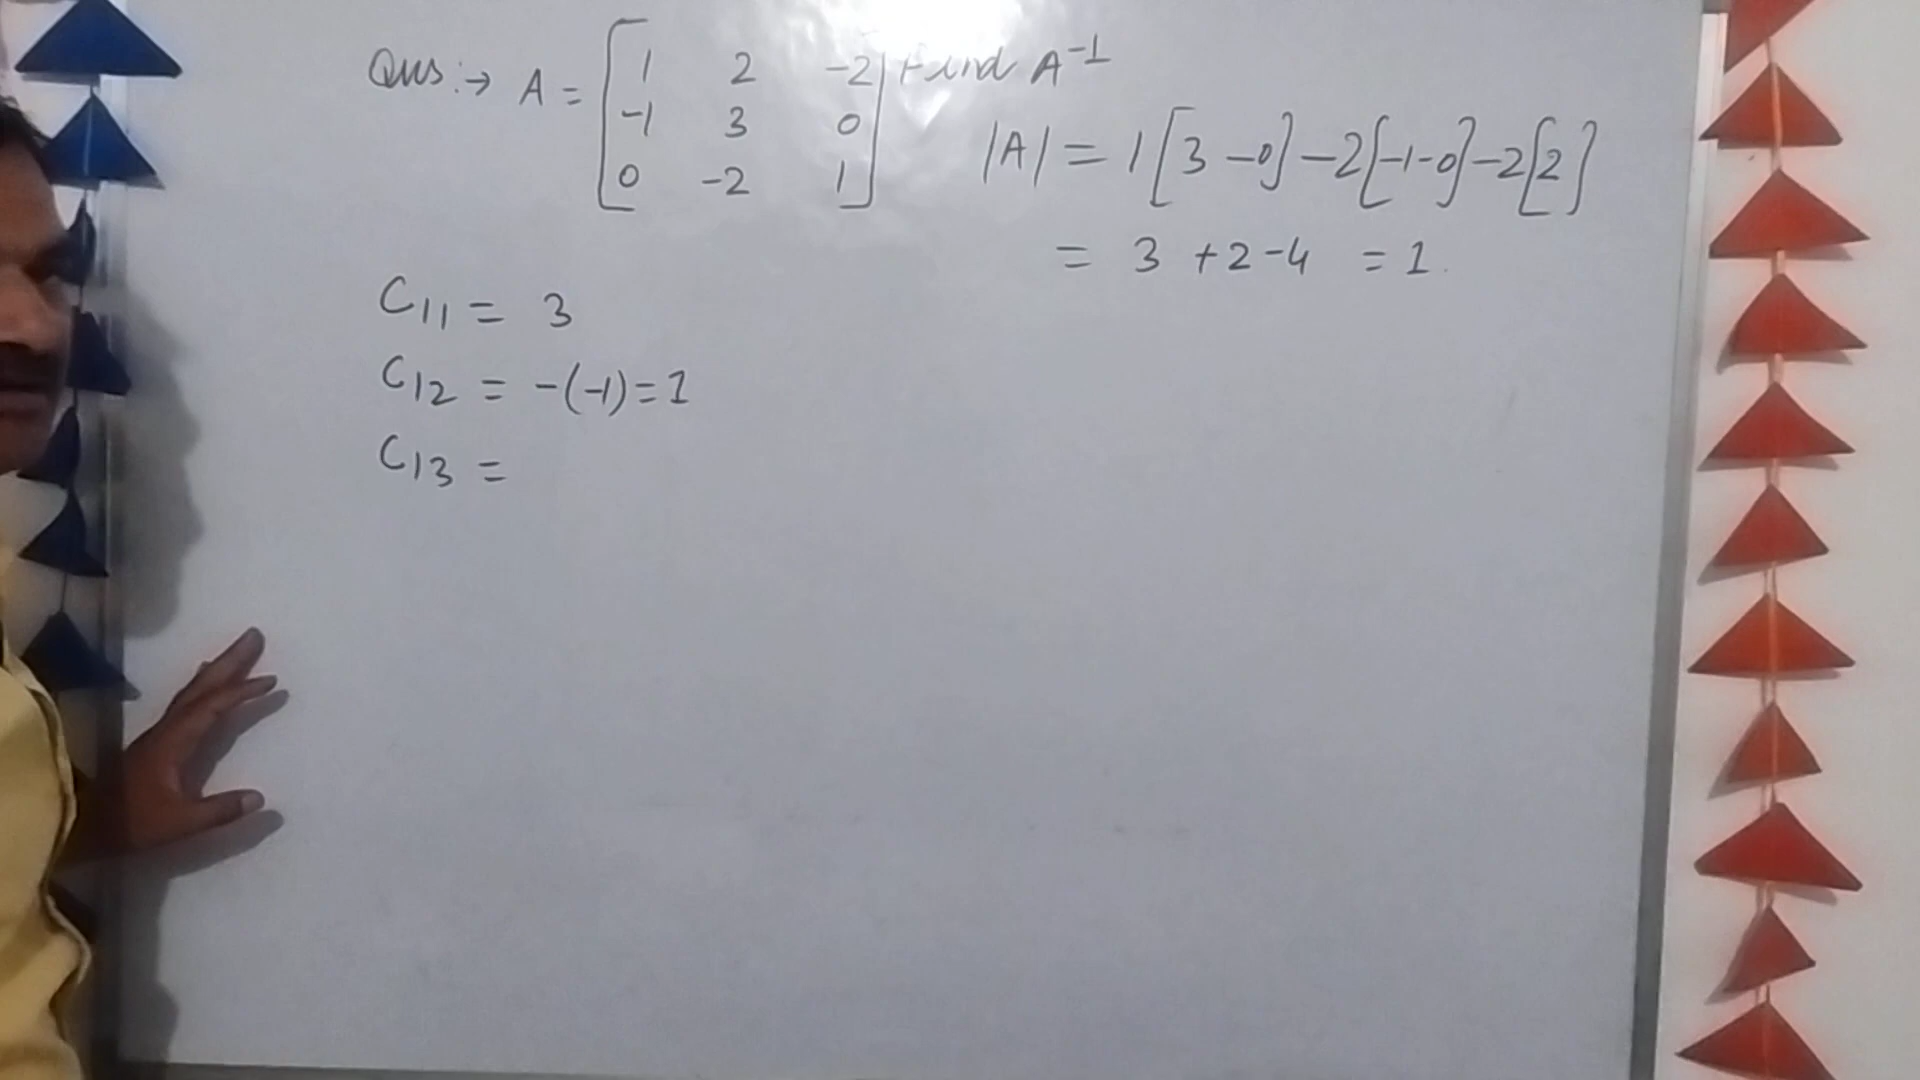 Qus :→ A = [1 2 -2 -1 3 0 0 -2 1] Find A⁻¹
|A| = 1[3-0]-2[-1-0]-2[2]
= 3 +2-4 = 1.
C11 = 3
C12 = -(-1)=1
C13 =